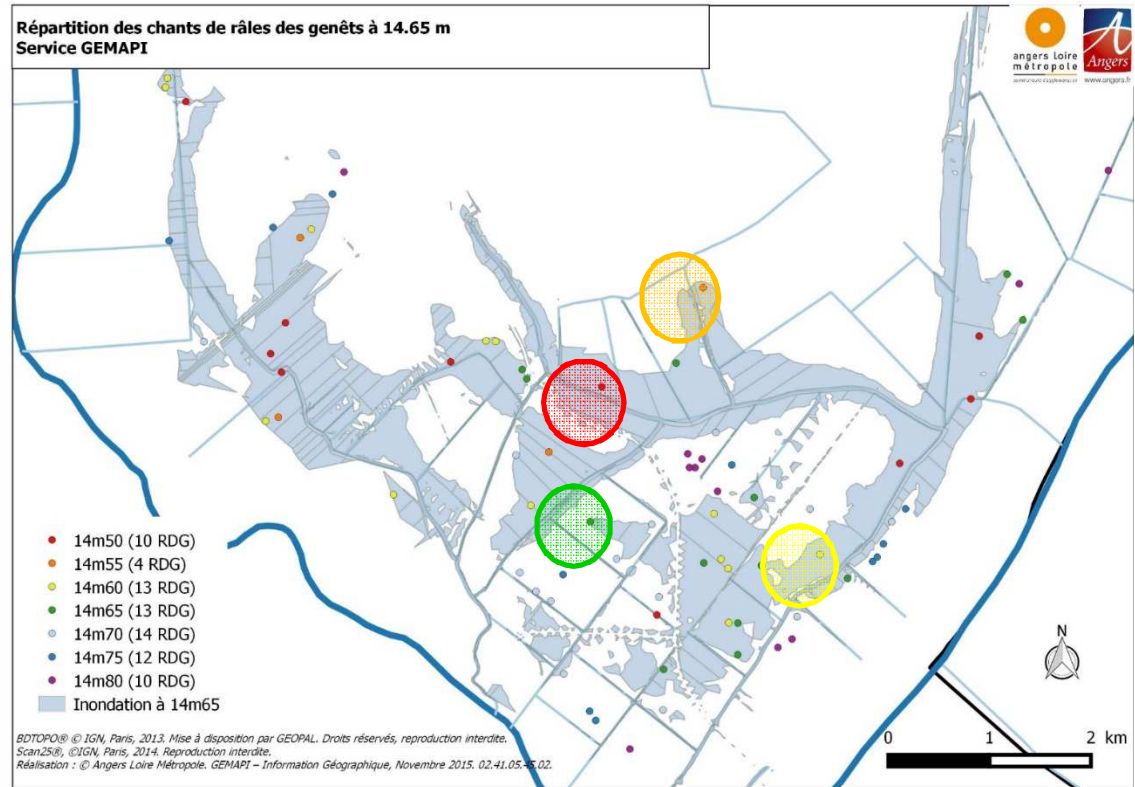 Répartition des chants de râles des genêts à 14.65 m
Service GEMAPI
angers Loire
métropole
Angers
www.angers.fr
14m50 (10 RDG)
14m55 (4 RDG)
14m60 (13 RDG)
14m65 (13 RDG)
14m70 (14 RDG)
14m75 (12 RDG)
14m80 (10 RDG)
Inondation à 14m65
N
0 1 2 km
BDTOPO® © IGN, Paris, 2013. Mise à disposition par GEOPAL. Droits réservés, reproduction interdite.
Scan25®, ©IGN, Paris, 2014. Reproduction interdite.
Réalisation : © Angers Loire Métropole. GEMAPI – Information Géographique, Novembre 2015. 02.41.05.45.02.